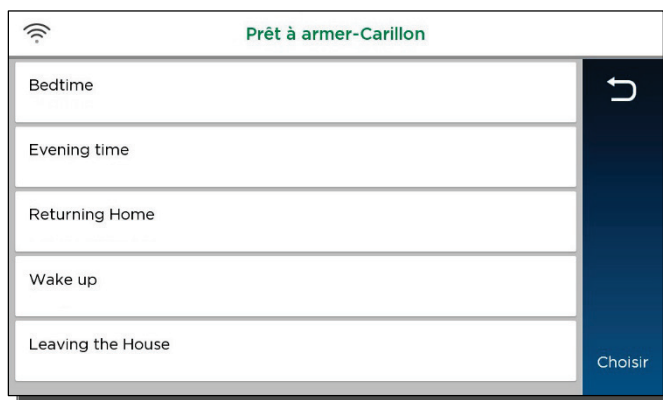 Prêt à armer-Carillon
Bedtime
Evening time
Returning Home
Wake up
Leaving the House
Choisir